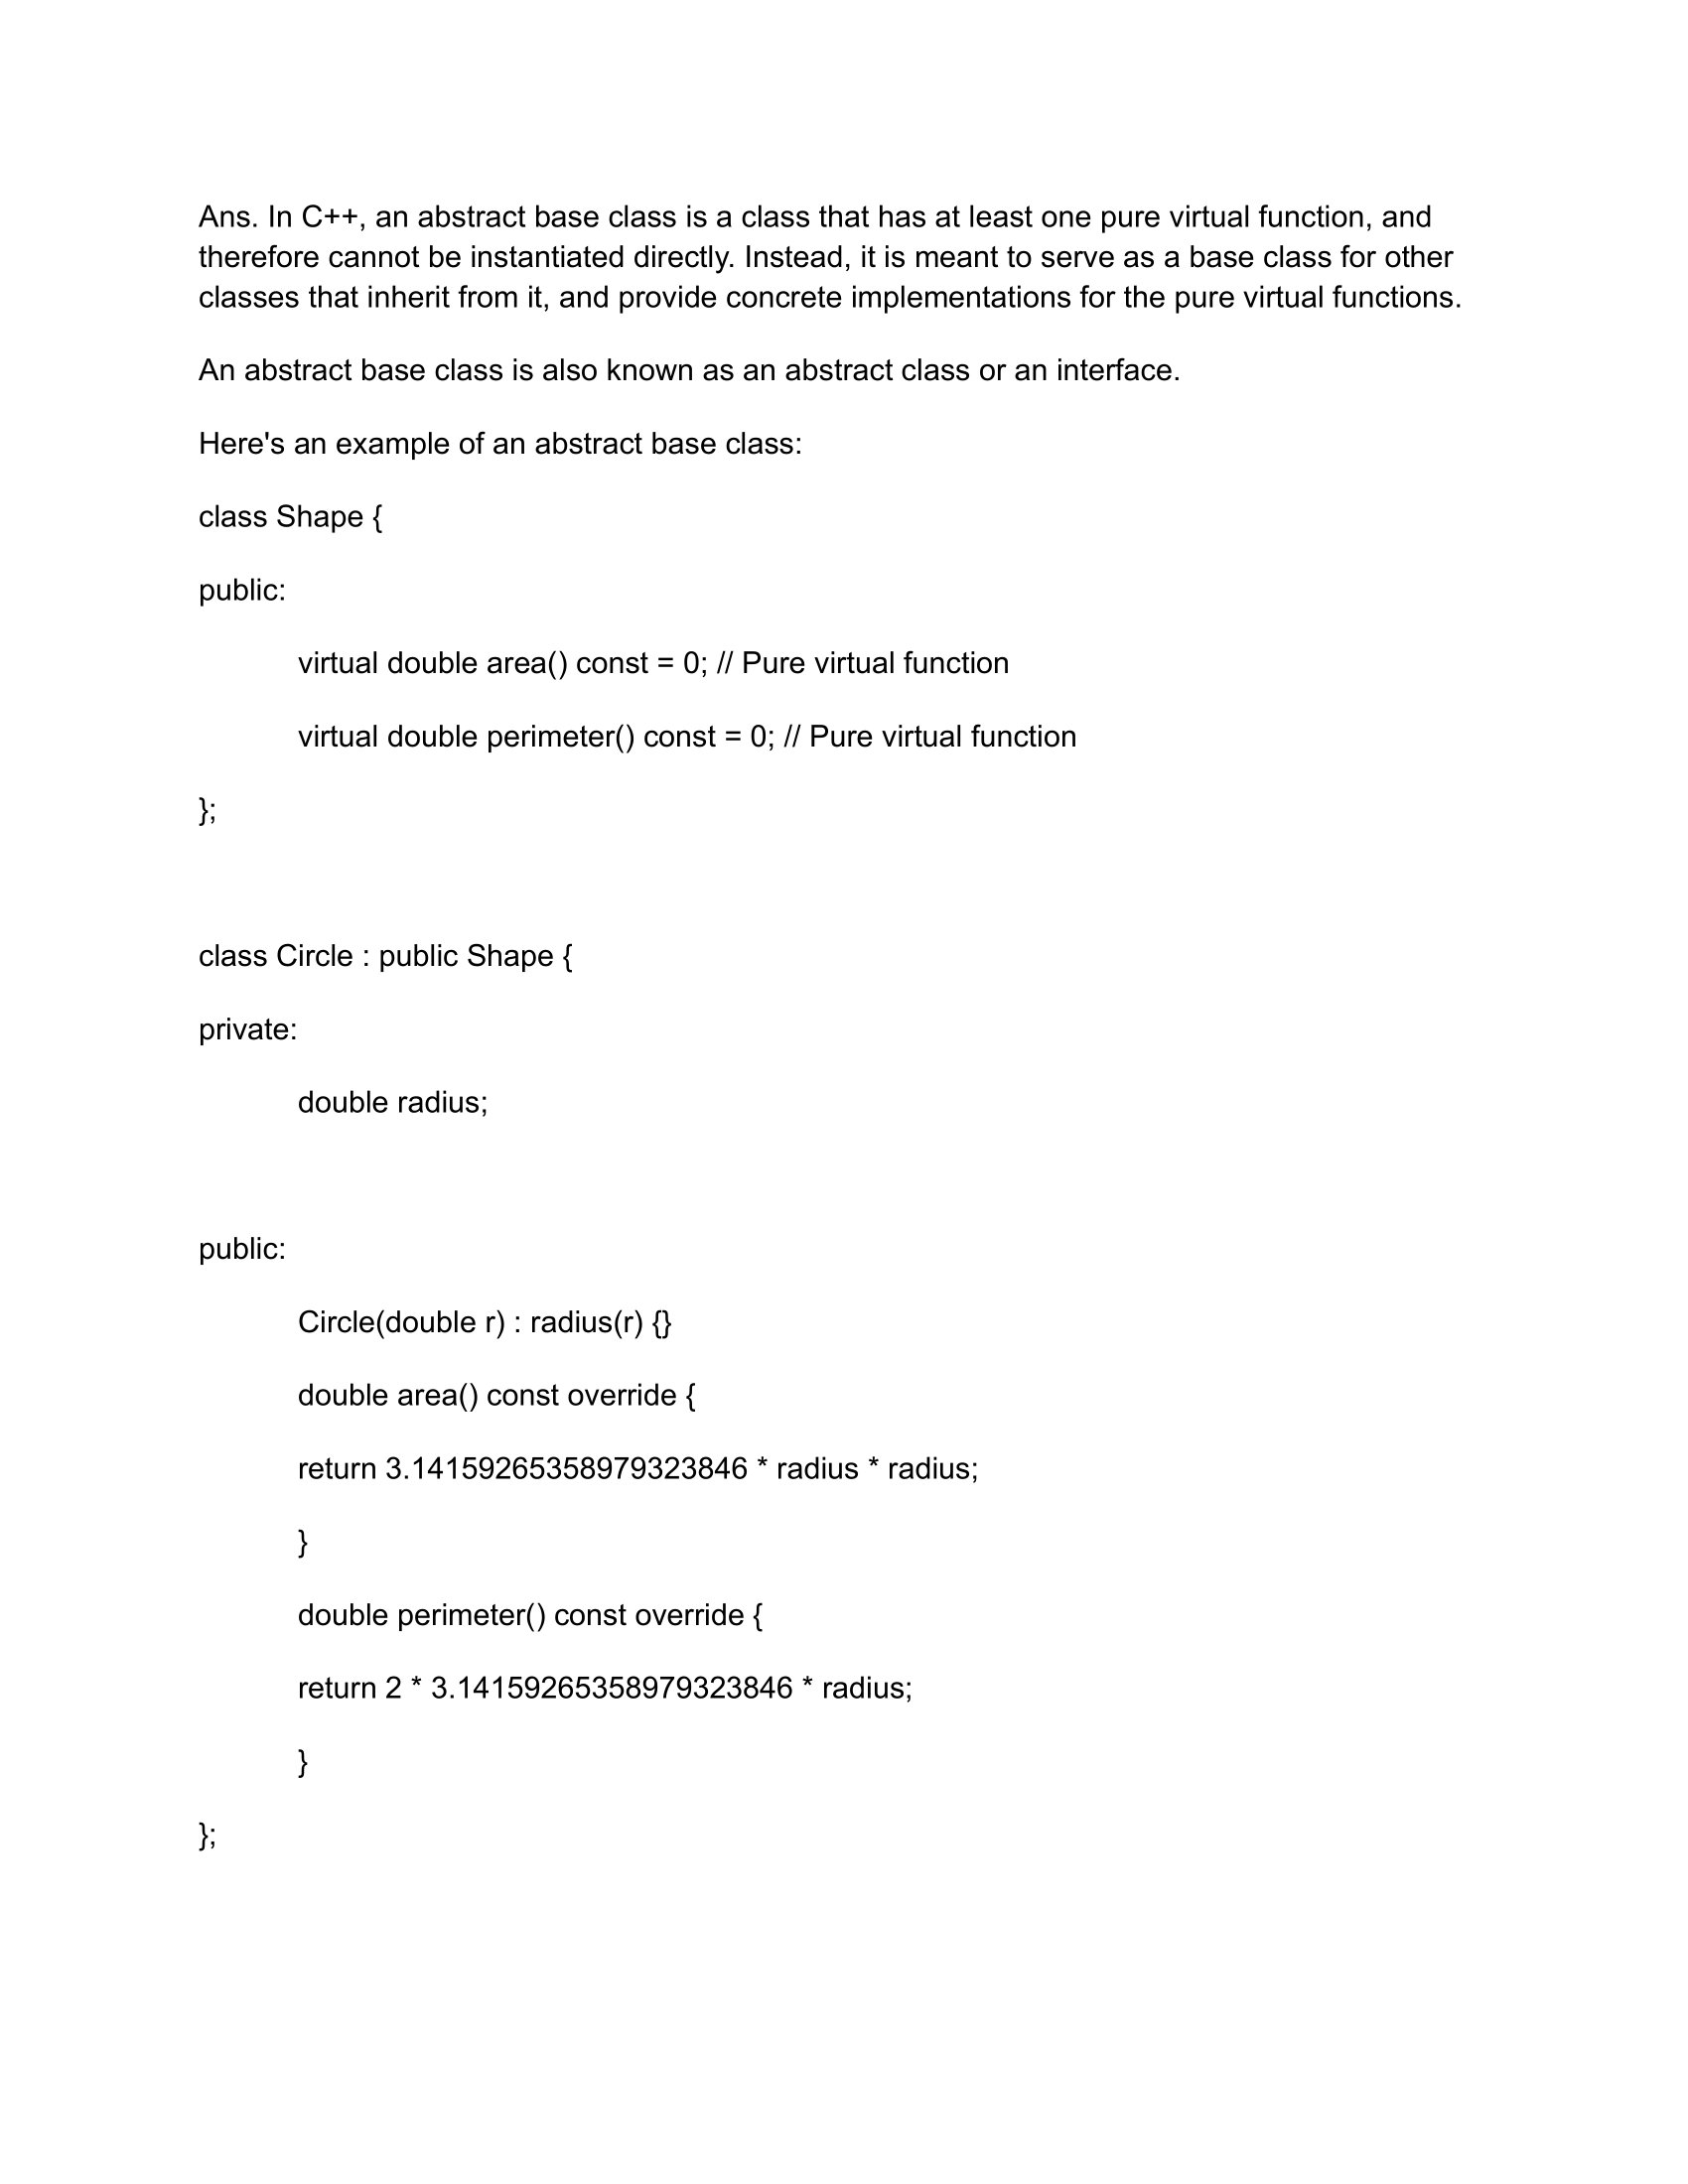 Ans. In C++, an abstract base class is a class that has at least one pure virtual function, and
therefore cannot be instantiated directly. Instead, it is meant to serve as a base class for other
classes that inherit from it, and provide concrete implementations for the pure virtual functions.
An abstract base class is also known as an abstract class or an interface.
Here's an example of an abstract base class:
class Shape {
public:
virtual double area() const = 0; // Pure virtual function
virtual double perimeter() const = 0; // Pure virtual function
};
class Circle : public Shape {
private:
double radius;
public:
Circle(double r) : radius(r) {}
double area() const override {
return 3.14159265358979323846 * radius * radius;
}
double perimeter() const override {
return 2 * 3.14159265358979323846 * radius;
}
};